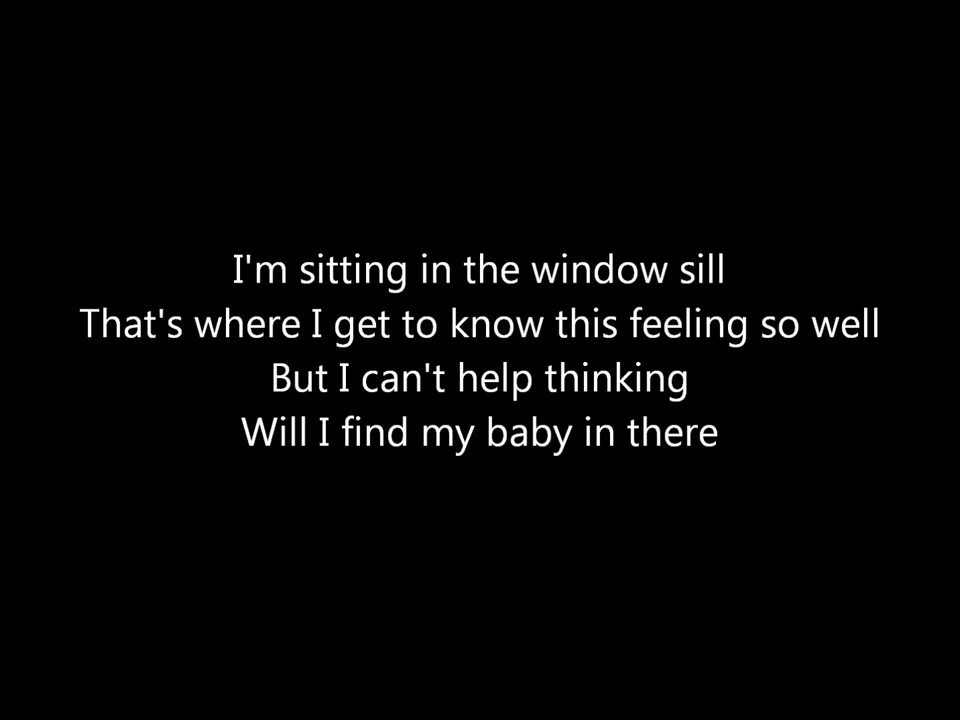 I'm sitting in the window sill
That's where I get to know this feeling so well
But I can't help thinking
Will I find my baby in there